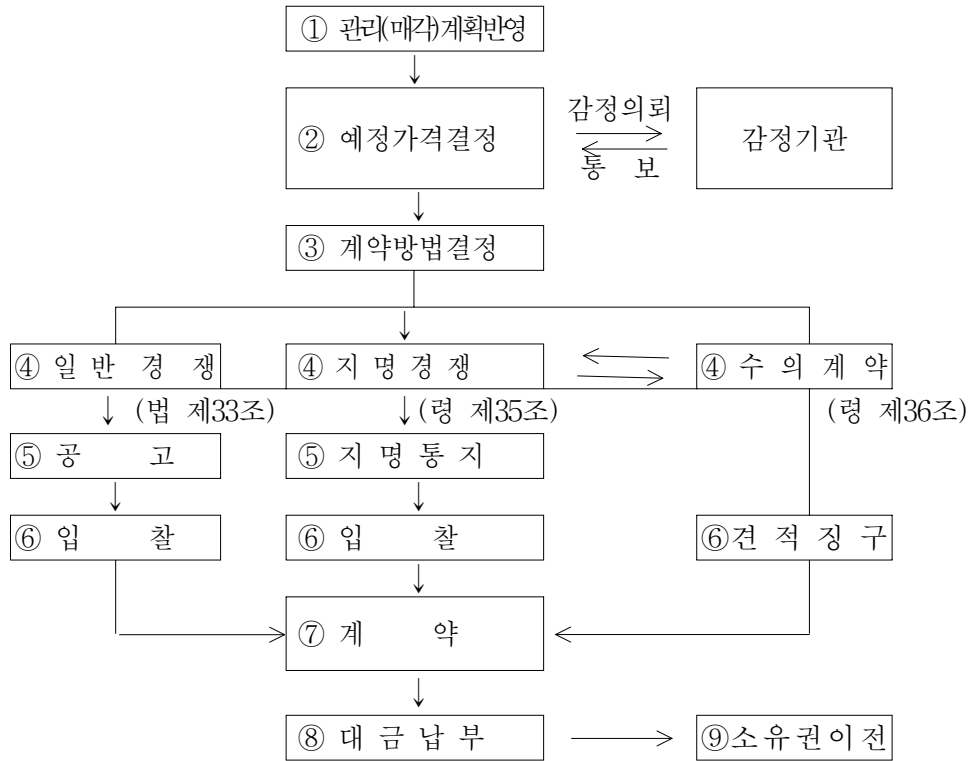 ① 관리(매각)계획반영
감정의뢰
② 예정가격결정
감정기관
통 보
③ 계약방법결정
④ 일 반 경 쟁
④ 지 명 경 쟁
④ 수 의 계 약
(법 제33조)
(령 제35조)
(령 제36조)
⑤ 공 고
⑤ 지 명 통 지
⑥ 입 찰
⑥ 입 찰
⑥ 견 적 징 구
⑦ 계 약
⑧ 대 금 납 부
⑨ 소 유 권 이 전